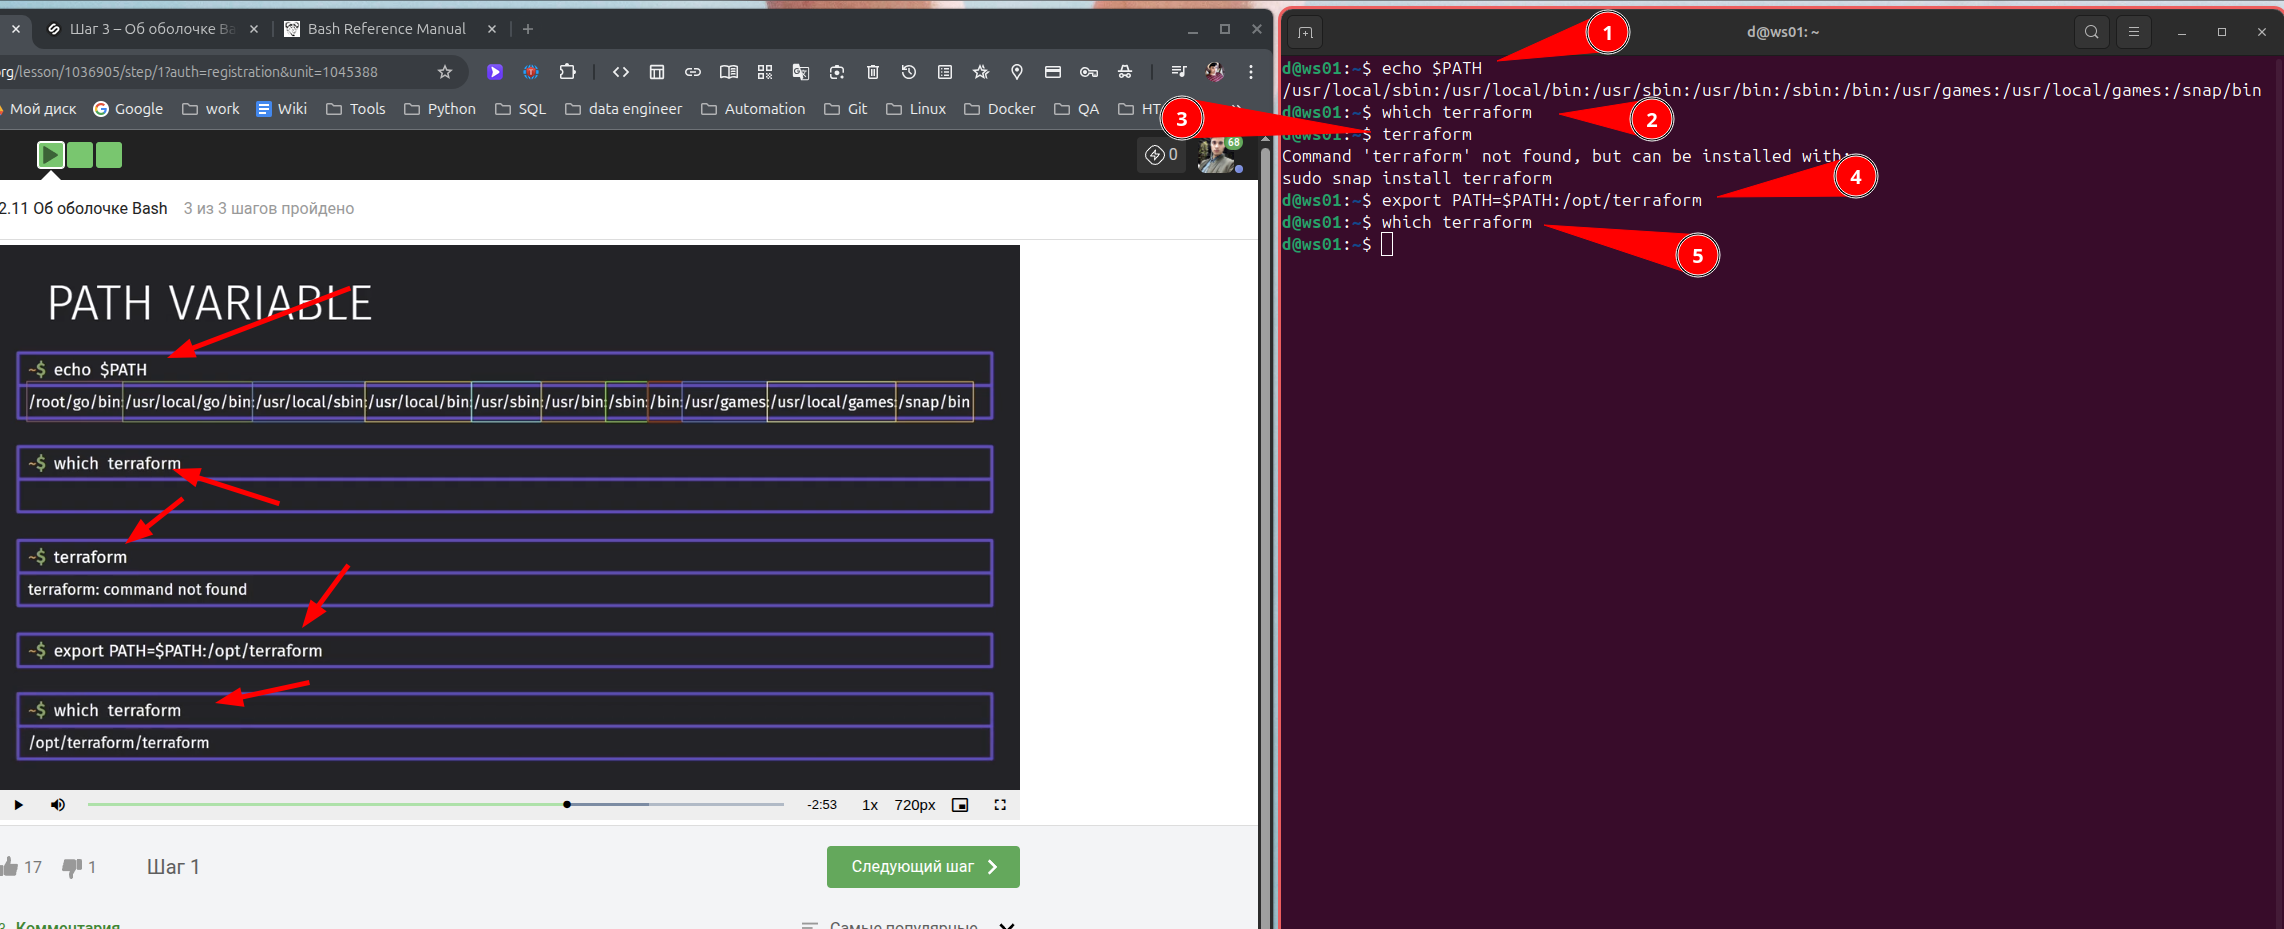 Шаг 3 – Об оболочке Ba
Bash Reference Manual
org/lesson/1036905/step/1?auth=registration&unit=1045388
Мой диск
Google
work
Wiki
Tools
Python
SQL
data engineer
Automation
Git
Linux
Docker
QA
HT
0
68
2.11 Об оболочке Bash 3 из 3 шагов пройдено
PATH VARIABLE
~$ echo $PATH
/root/go/bin:/usr/local/go/bin:/usr/local/sbin:/usr/local/bin:/usr/sbin:/usr/bin:/sbin:/bin:/usr/games:/usr/local/games:/snap/bin
~$ which terraform
~$ terraform
terraform: command not found
~$ export PATH=$PATH:/opt/terraform
~$ which terraform
/opt/terraform/terraform
-2:53 1x 720px
17 1 Шаг 1
Следующий шаг
Комментария
Самые популярные
d@ws01: ~
d@ws01:~$ echo $PATH
/usr/local/sbin:/usr/local/bin:/usr/sbin:/usr/bin:/sbin:/bin:/usr/games:/usr/local/games:/snap/bin
d@ws01:~$ which terraform
d@ws01:~$ terraform
Command 'terraform' not found, but can be installed with:
sudo snap install terraform
d@ws01:~$ export PATH=$PATH:/opt/terraform
d@ws01:~$ which terraform
d@ws01:~$
1
2
3
4
5